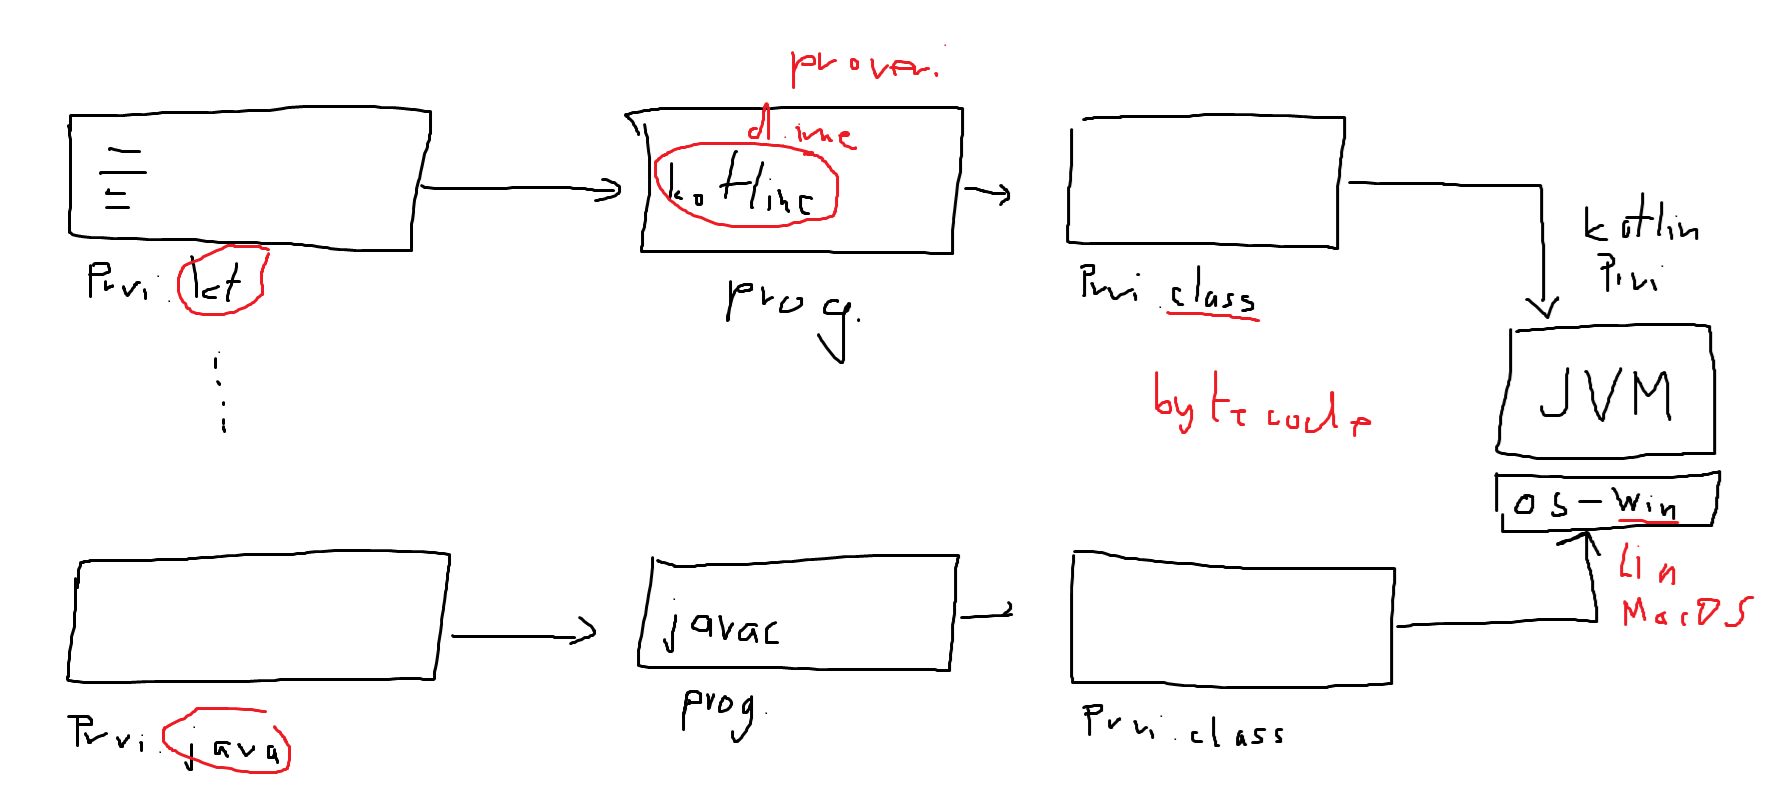 prover.
d.ime
kotlinc
Prvi.kt
prog.
Prvi.class
kotlin
Prvi
bytecode
JVM
OS-Win
Lin
MacOS
javac
Prvi.java
prog.
Prvi.class